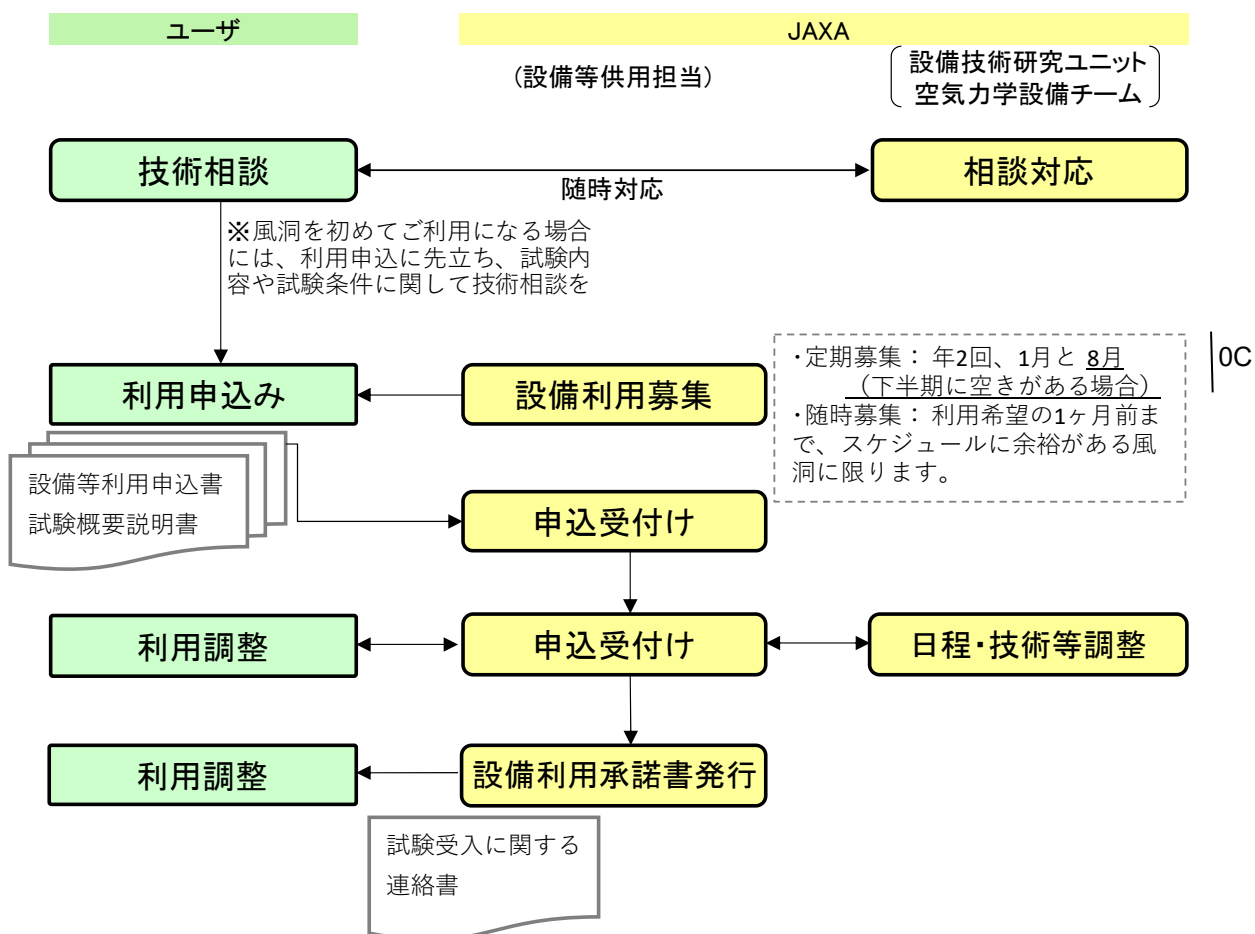 ユーザ
JAXA
(設備等供用担当)
設備技術研究ユニット
空気力学設備チーム
技術相談
随時対応
相談対応
※風洞を初めてご利用になる場合
には、利用申込に先立ち、試験内
容や試験条件に関して技術相談を
利用申込み
設備利用募集
・定期募集： 年2回、1月と 8月
（下半期に空きがある場合）
・随時募集： 利用希望の1ヶ月前ま
で、スケジュールに余裕がある風
洞に限ります。
0C
設備等利用申込書
試験概要説明書
申込受付け
利用調整
申込受付け
日程・技術等調整
利用調整
設備利用承諾書発行
試験受入に関する
連絡書